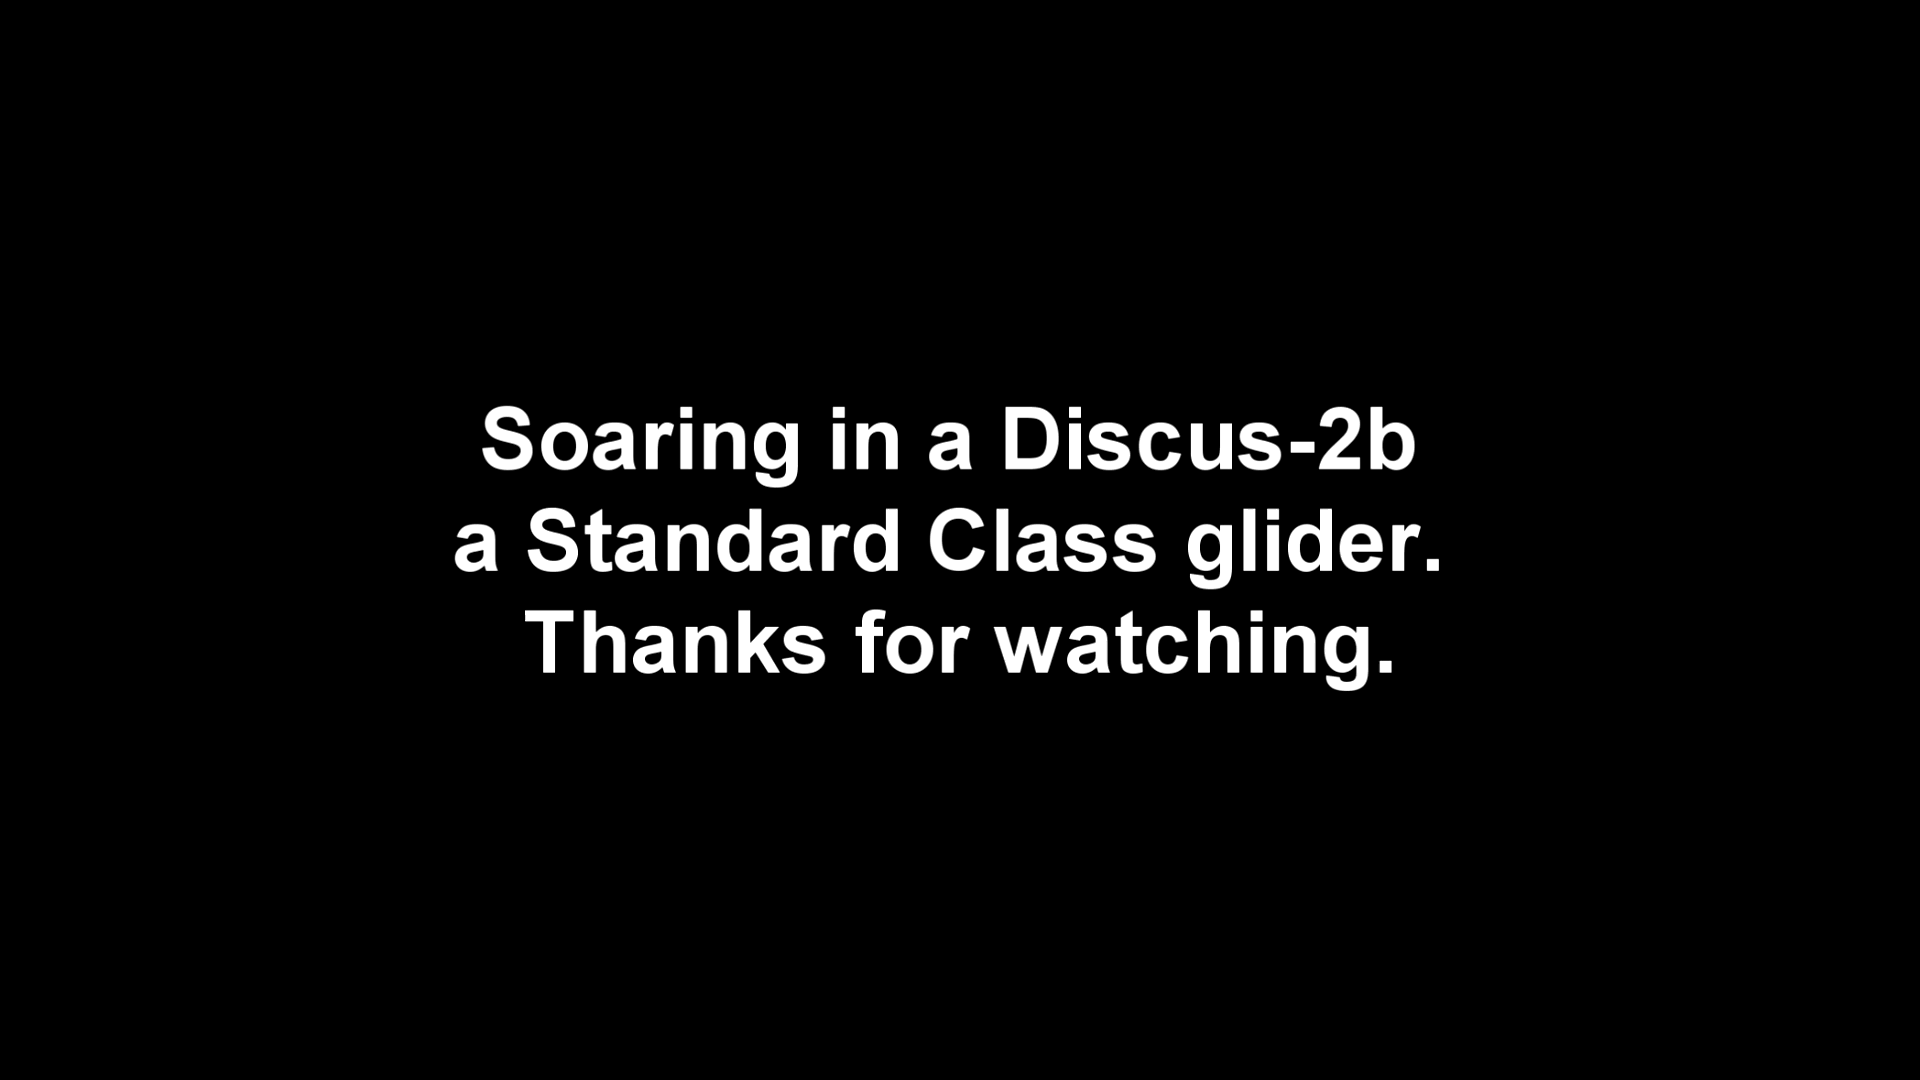 Soaring in a Discus-2b
a Standard Class glider.
Thanks for watching.